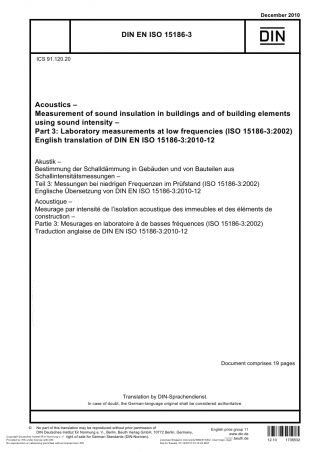 December 2010
DIN EN ISO 15186-3
DIN
ICS 91.120.20
Acoustics –
Measurement of sound insulation in buildings and of building elements
using sound intensity –
Part 3: Laboratory measurements at low frequencies (ISO 15186-3:2002)
English translation of DIN EN ISO 15186-3:2010-12
Akustik –
Bestimmung der Schalldämmung in Gebäuden und von Bauteilen aus
Schallintensitätsmessungen –
Teil 3: Messungen bei niedrigen Frequenzen im Prüfstand (ISO 15186-3:2002)
Englische Übersetzung von DIN EN ISO 15186-3:2010-12
Acoustique –
Mesurage par intensité de l'isolation acoustique des immeubles et des éléments de
construction –
Partie 3: Mesurages en laboratoire à de basses fréquences (ISO 15186-3:2002)
Traduction anglaise de DIN EN ISO 15186-3:2010-12
Document comprises 19 pages
Translation by DIN-Sprachendienst.
In case of doubt, the German-language original shall be considered authoritative.
© No part of this translation may be reproduced without prior permission of
DIN Deutsches Institut für Normung e. V., Berlin. Beuth Verlag GmbH, 10772 Berlin, Germany,
right of sale for German Standards (DIN-Normen).
English price group 11
www.din.de
www.beuth.de
12.10